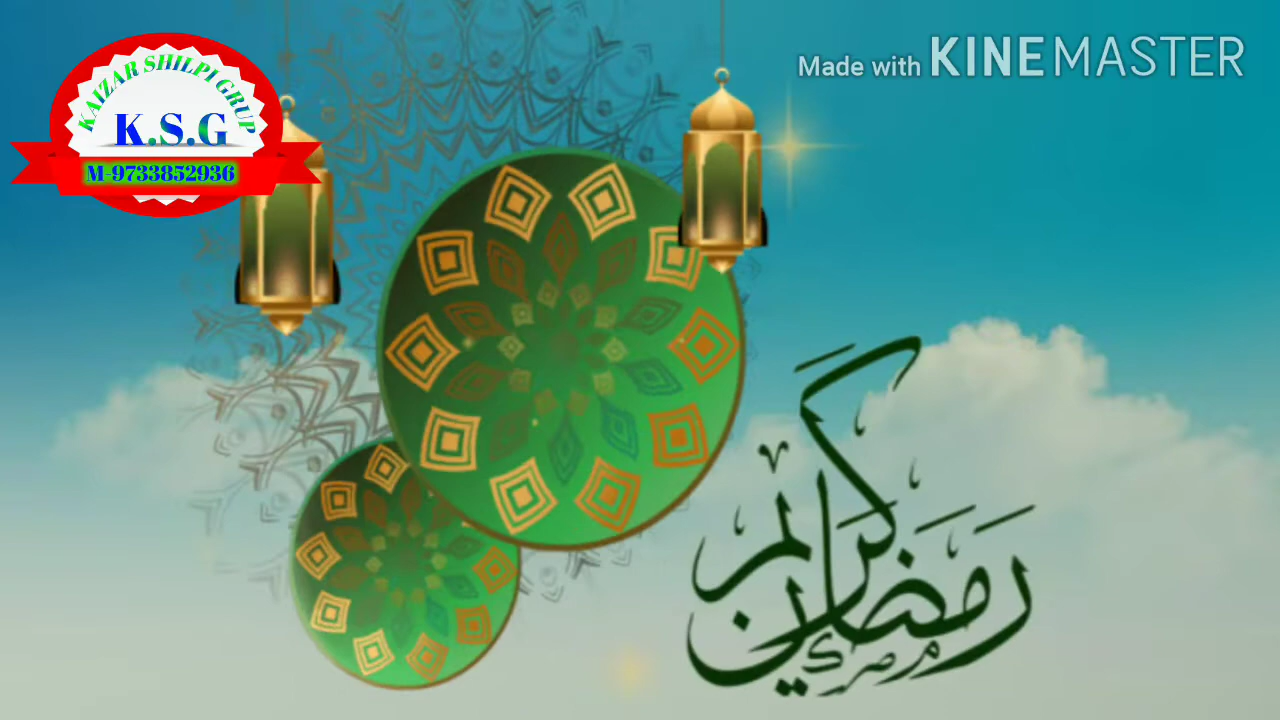 KAIZAR SHILPI GRUP
K.S.G
M-9733852936
Made with KINEMASTER
رمضان كريم